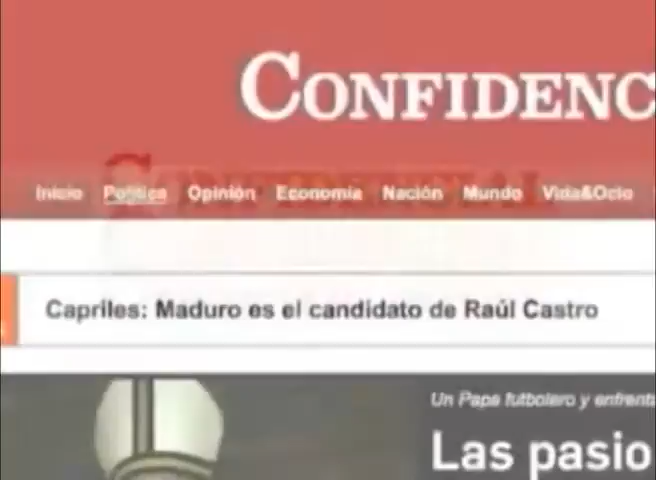 CONFIDENC
CONFIDENCIAL
Inicio Política Opinión Economía Nación Mundo Vida&Ocio
Capriles: Maduro es el candidato de Raúl Castro
Un Papa futbolero y enfrent
Las pasio